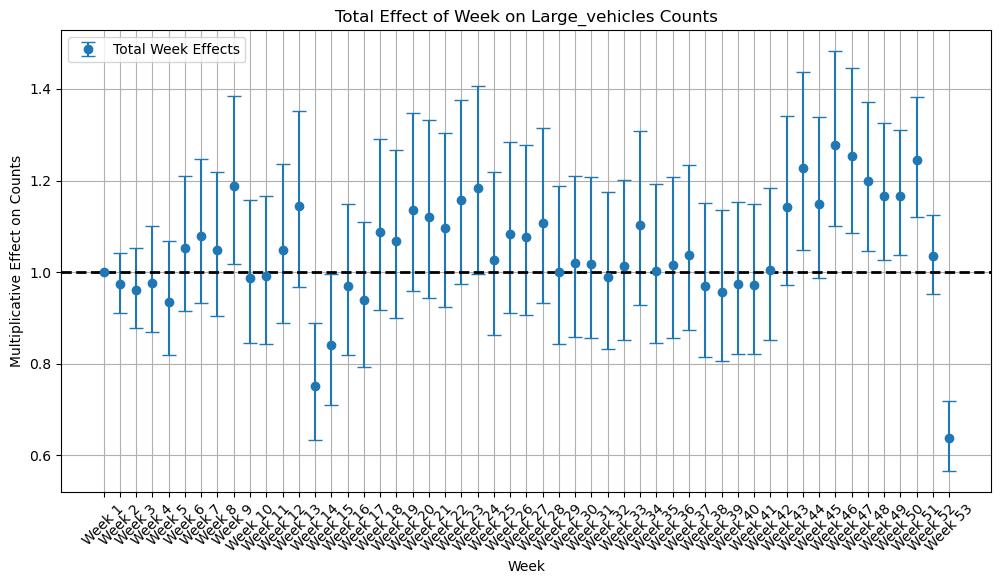 Total Effect of Week on Large_vehicles Counts
Total Week Effects
Multiplicative Effect on Counts
1.4
1.2
1.0
0.8
0.6
Week 1
Week 2
Week 3
Week 4
Week 5
Week 6
Week 7
Week 8
Week 9
Week 10
Week 11
Week 12
Week 13
Week 14
Week 15
Week 16
Week 17
Week 18
Week 19
Week 20
Week 21
Week 22
Week 23
Week 24
Week 25
Week 26
Week 27
Week 28
Week 29
Week 30
Week 31
Week 32
Week 33
Week 34
Week 35
Week 36
Week 37
Week 38
Week 39
Week 40
Week 41
Week 42
Week 43
Week 44
Week 45
Week 46
Week 47
Week 48
Week 49
Week 50
Week 51
Week 52
Week 53
Week